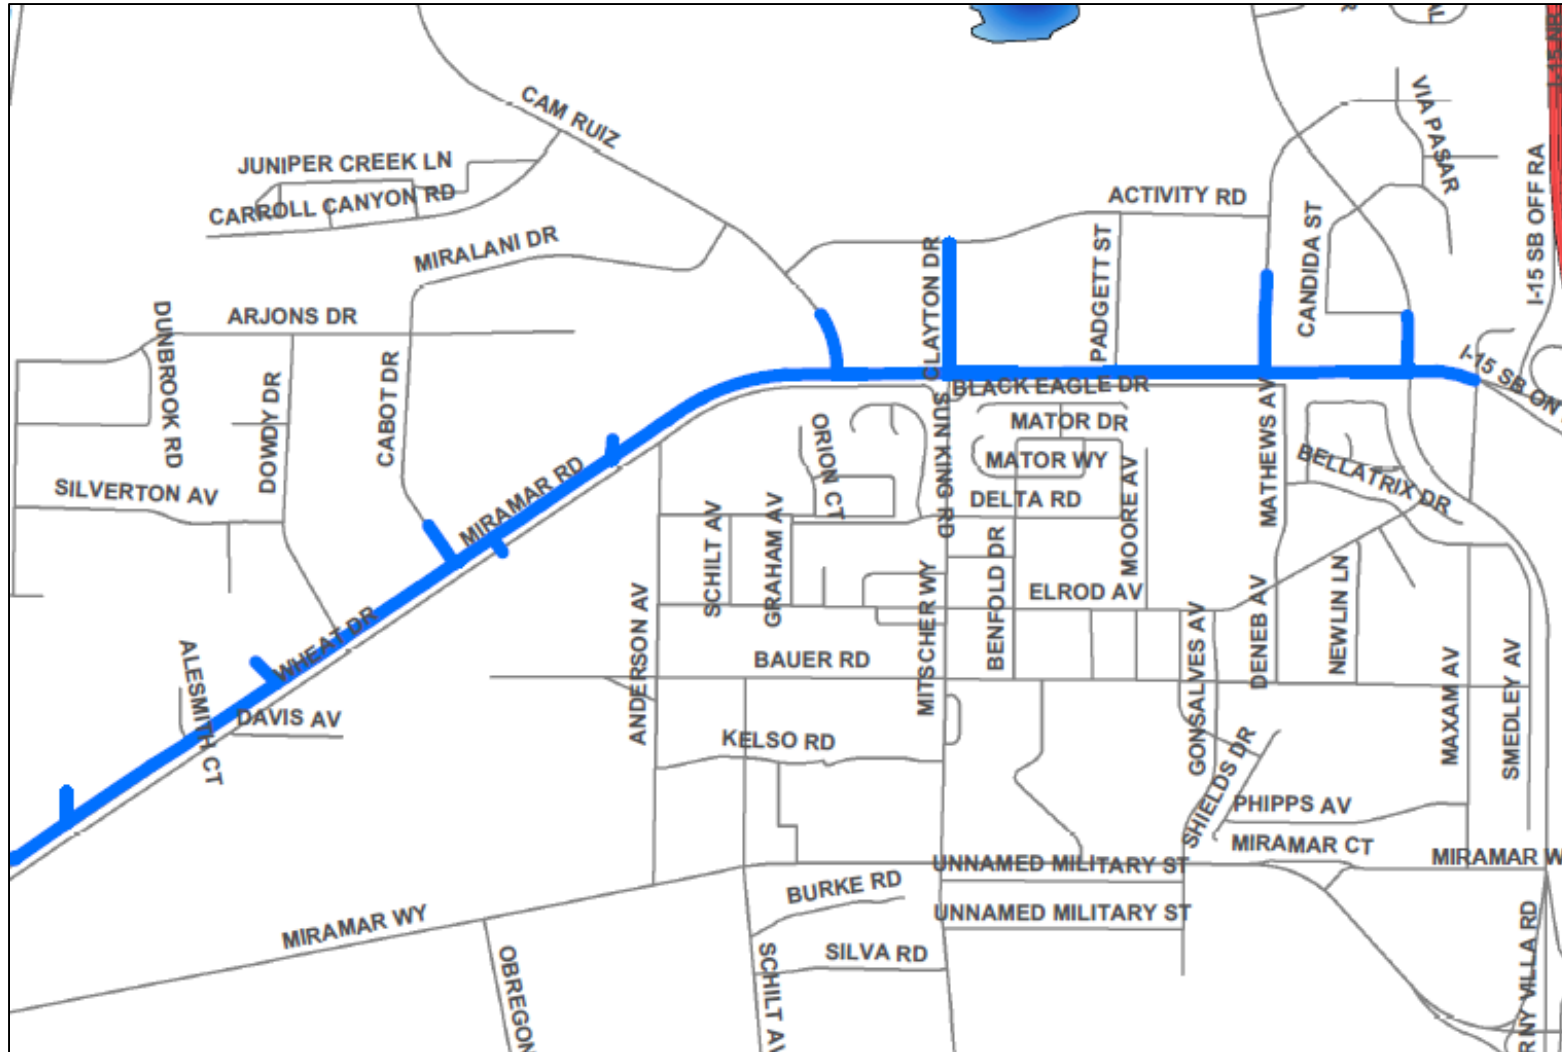 CAM RUIZ
VIA PASAR
I-15 SB OFF RA
JUNIPER CREEK LN
CARROLL CANYON RD
ACTIVITY RD
MIRALANI DR
CANDIDA ST
PADGETT ST
CLAYTON DR
DUNBROOK RD
ARJONS DR
CABOT DR
DOWDY DR
I-15 SB ON
BLACK EAGLE DR
SUN KING RD
MATOR DR
MATHEWS AV
ORION CT
MATOR WY
BELLATRIX DR
MIRAMAR RD
SILVERTON AV
DELTA RD
MOORE AV
SCHILT AV
GRAHAM AV
BENFOLD DR
ELROD AV
MITSCHER WY
ANDERSON AV
GONSALVES AV
DENEB AV
NEWLIN LN
WHEAT DR
ALESMITH CT
BAUER RD
MAXAM AV
SMEDLEY AV
DAVIS AV
KELSO RD
SHIELDS DR
PHIPPS AV
MIRAMAR CT
MIRAMAR W
UNNAMED MILITARY ST
BURKE RD
UNNAMED MILITARY ST
MIRAMAR WY
SILVA RD
SCHILT AV
OBREGON
RNY VILLA RD